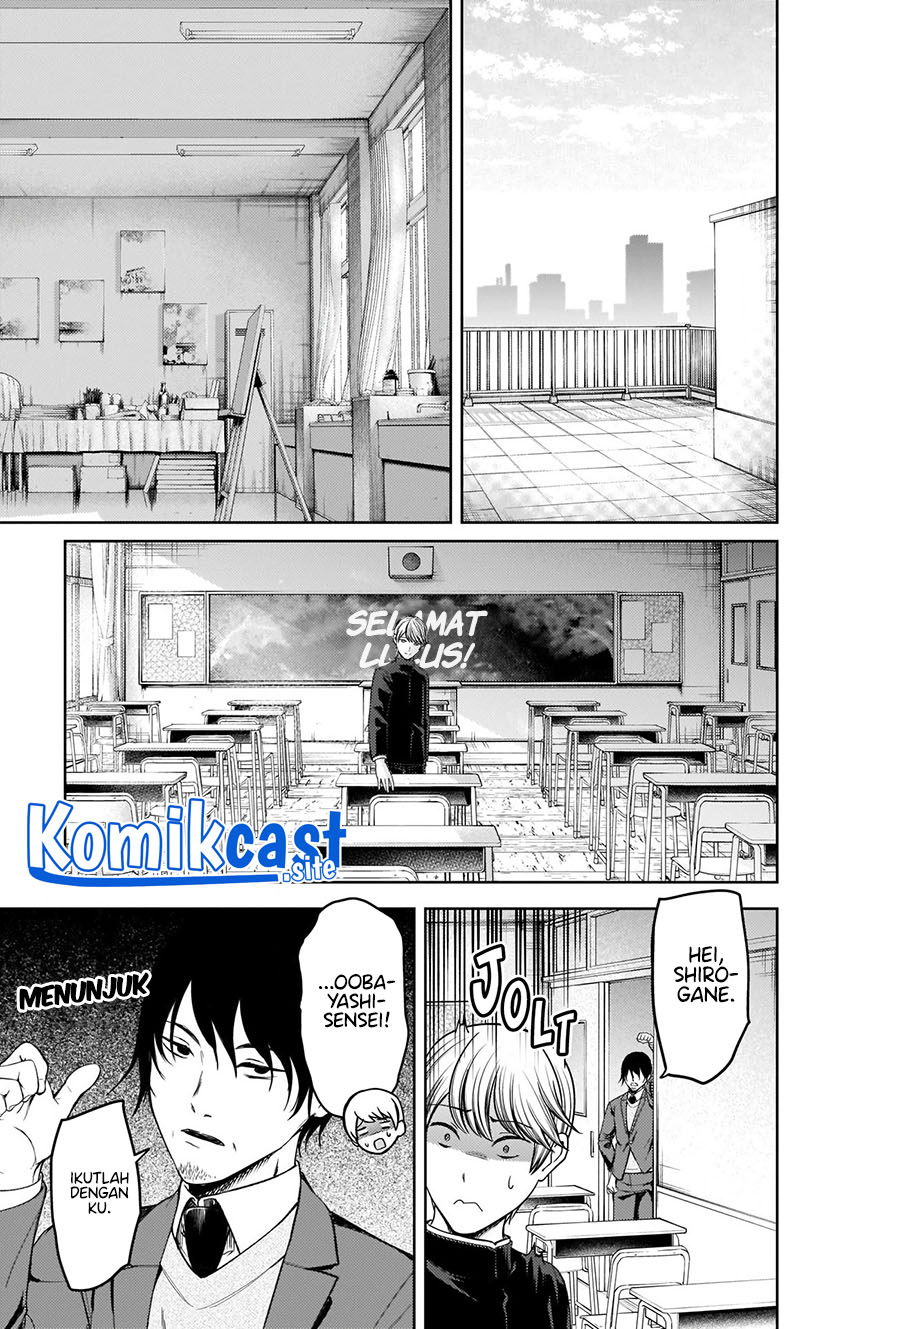 SELAMAT
LULUS!
Komikcast
.site
HEI,
SHIRO-
GANE.
JOLT
...OOBA-
YASHI-
SENSEI!
MENUNJUK
IKUTLAH
DENGAN
KU.